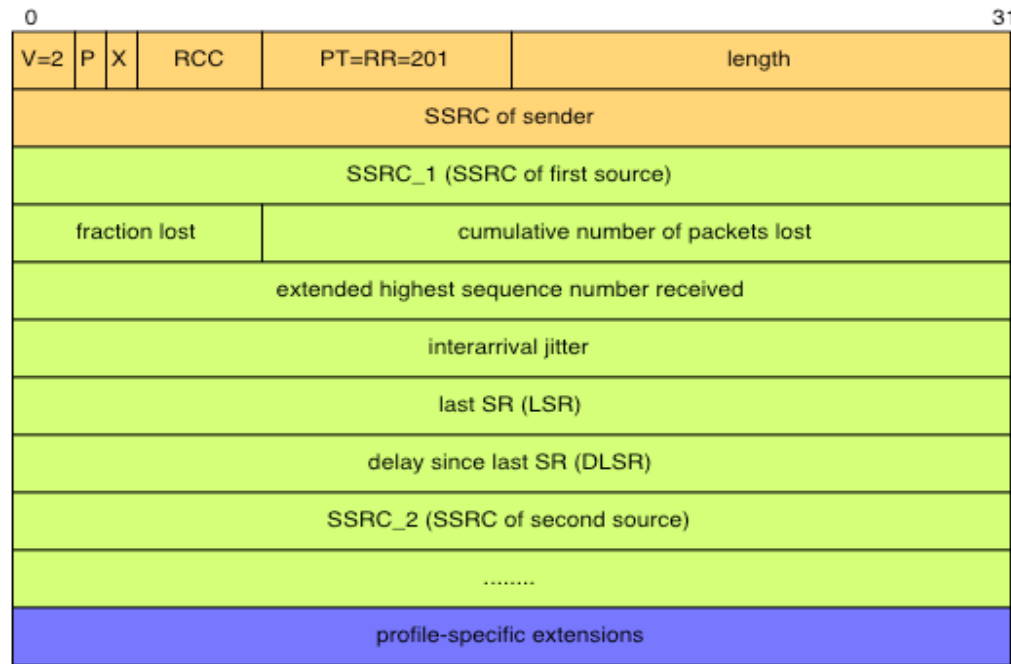 0 31
V=2 P X RCC PT=RR=201 length
SSRC of sender
SSRC_1 (SSRC of first source)
fraction lost cumulative number of packets lost
extended highest sequence number received
interarrival jitter
last SR (LSR)
delay since last SR (DLSR)
SSRC_2 (SSRC of second source)
........
profile-specific extensions